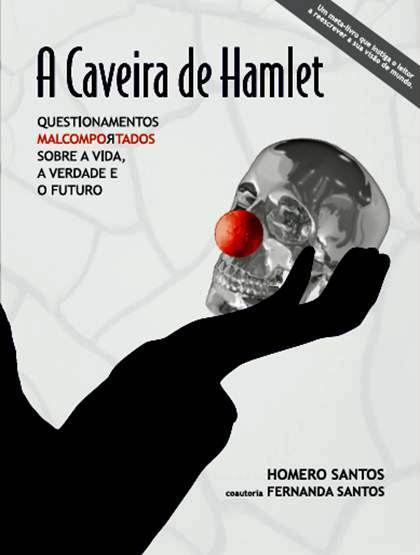 Um meta-livro que instiga o leitor
a reescrever a sua visão de mundo.
A Caveira de Hamlet
QUESTIONAMENTOS
MALCOMPOЯTADOS
SOBRE A VIDA,
A VERDADE E
O FUTURO
HOMERO SANTOS
coautoria FERNANDA SANTOS